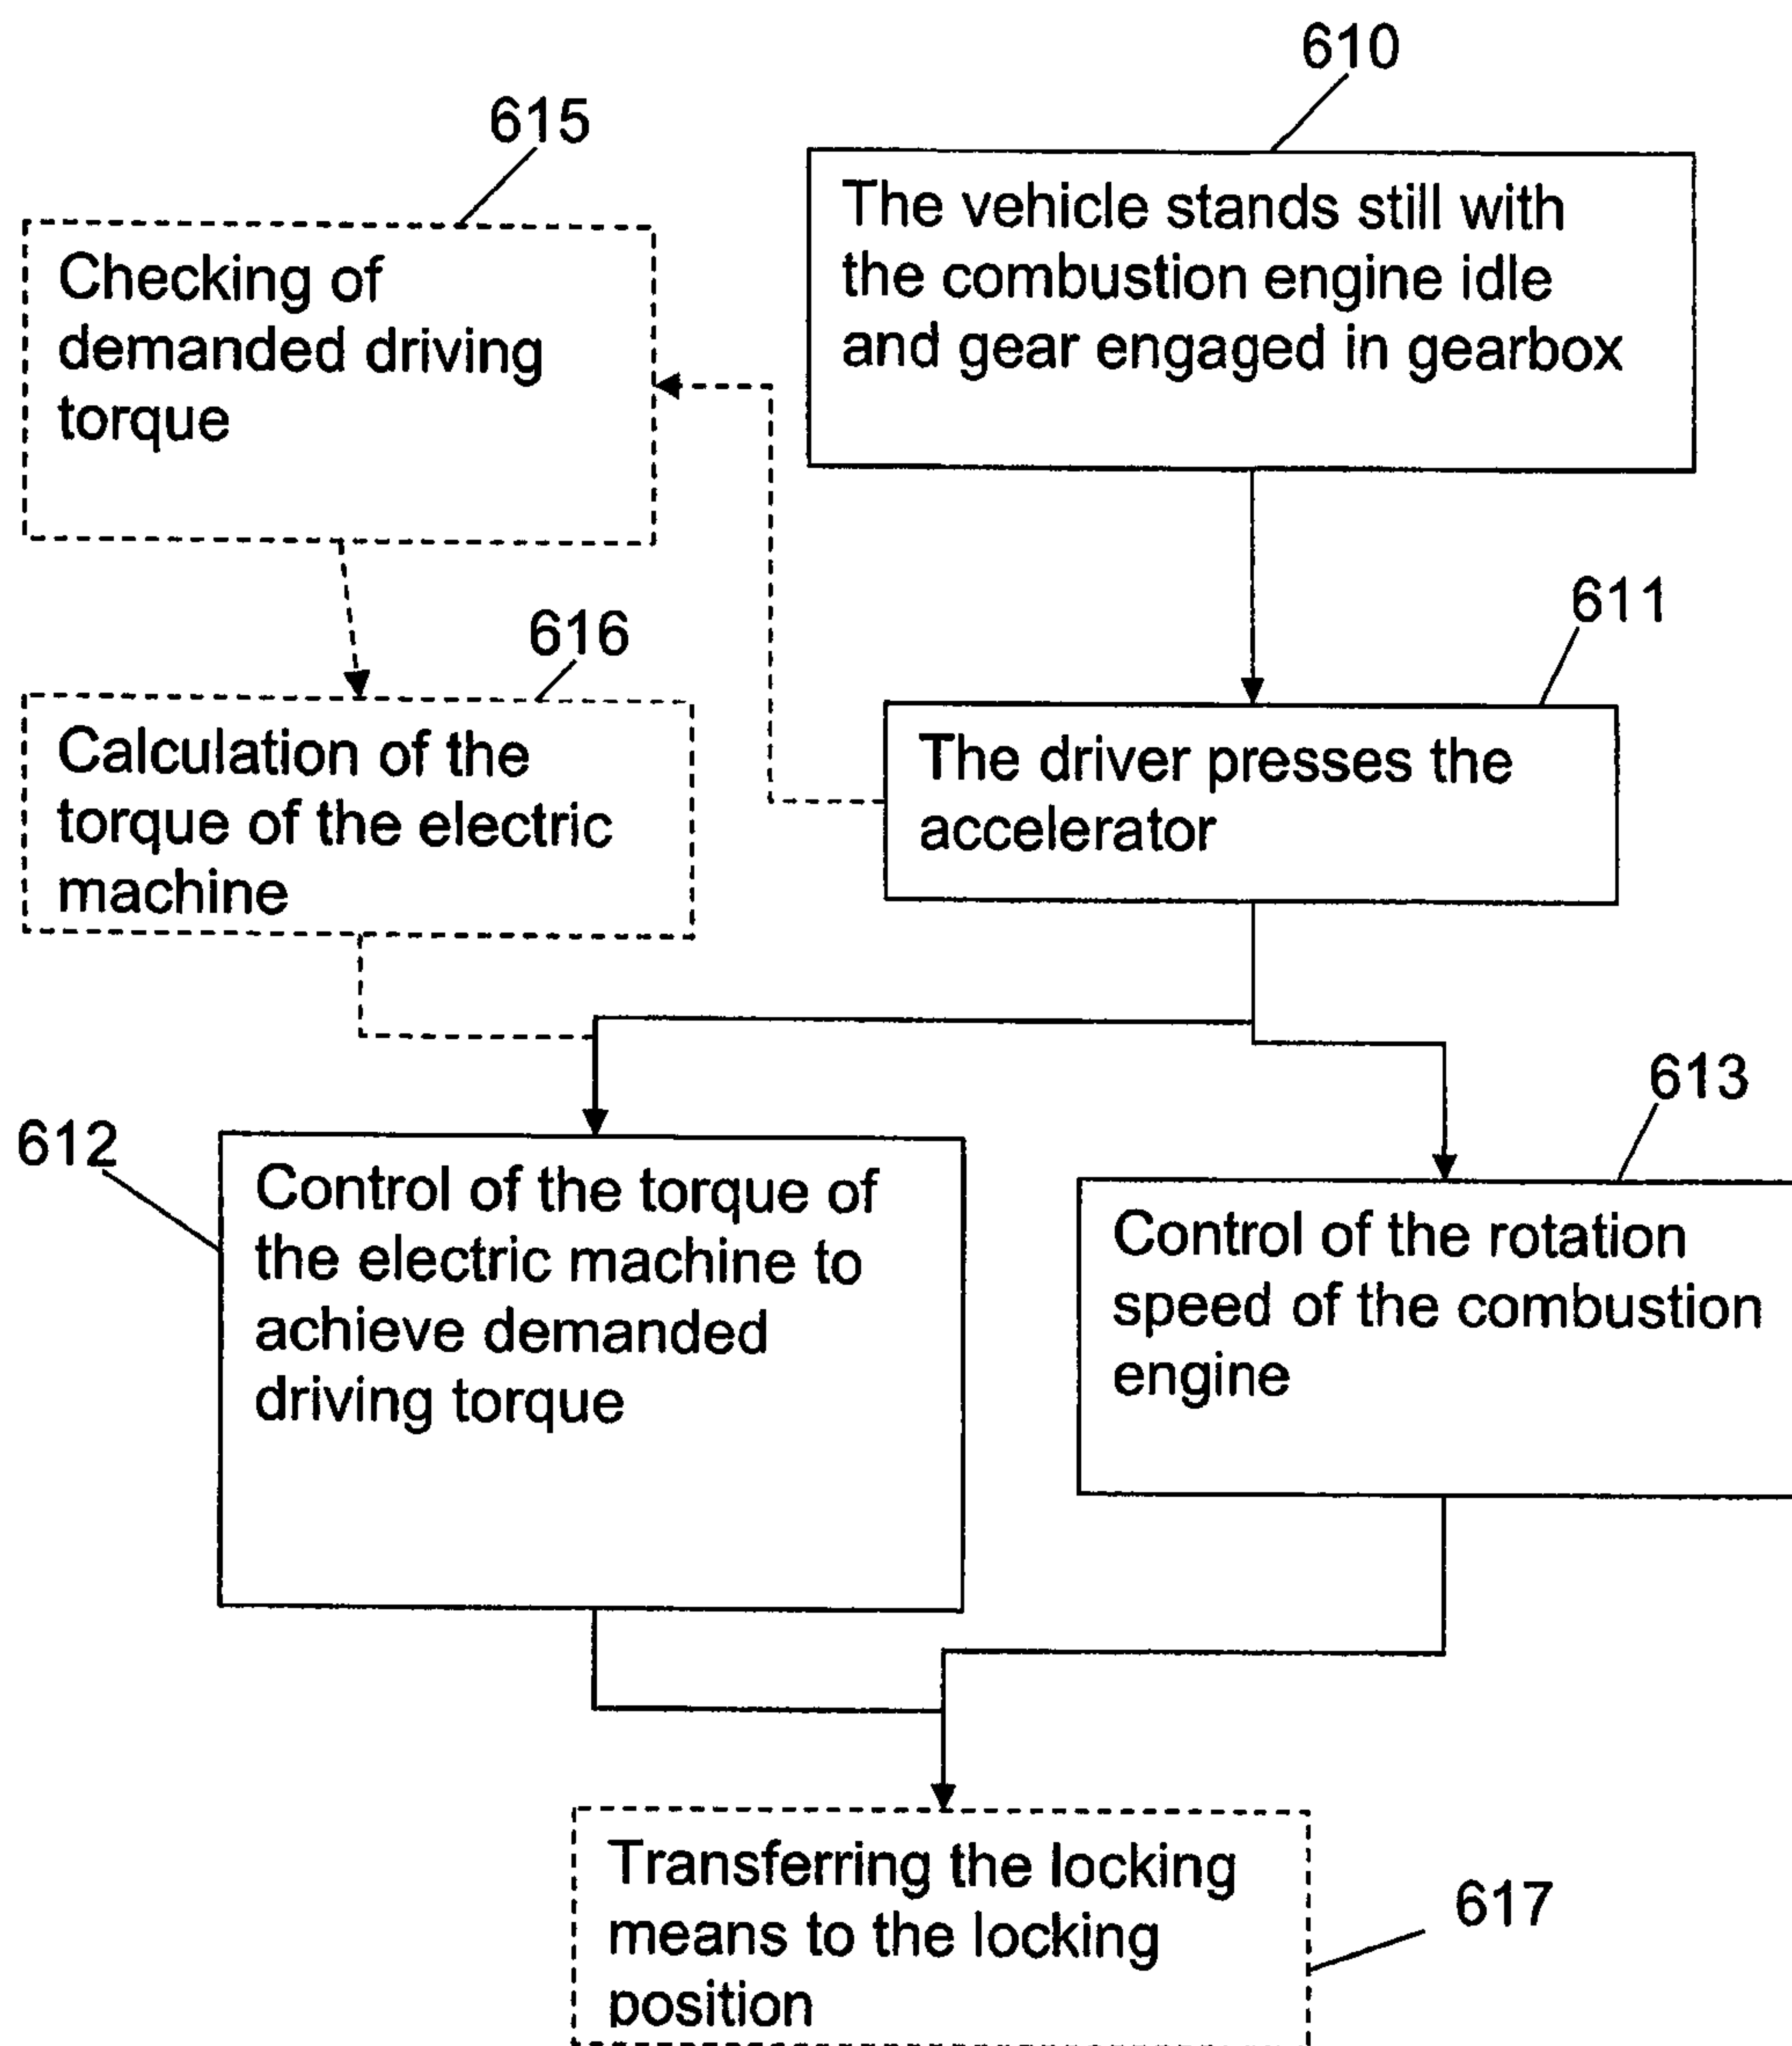 610
The vehicle stands still with
the combustion engine idle
and gear engaged in gearbox
615
Checking of
demanded driving
torque
611
The driver presses the
accelerator
616
Calculation of the
torque of the electric
machine
612
Control of the torque of
the electric machine to
achieve demanded
driving torque
613
Control of the rotation
speed of the combustion
engine
Transferring the locking
means to the locking
position
617